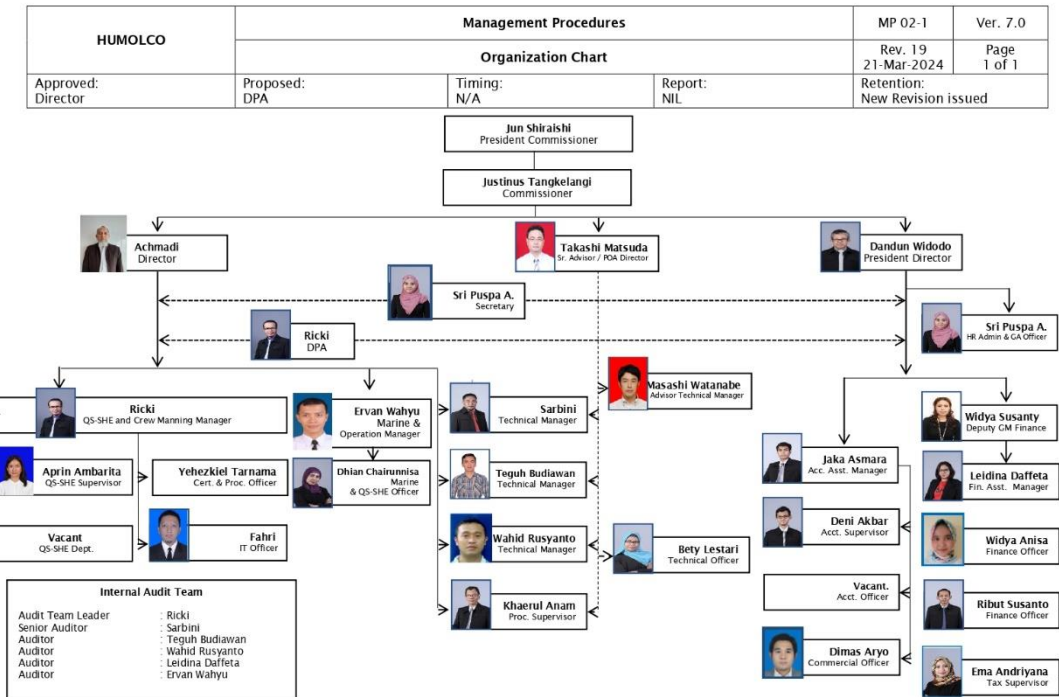 HUMOLCO
Management Procedures
MP 02-1
Ver. 7.0
Organization Chart
Rev. 19
21-Mar-2024
Page
1 of 1
Approved:
Director
Proposed:
DPA
Timing:
N/A
Report:
NIL
Retention:
New Revision issued
Jun Shiraishi
President Commissioner
Justinus Tangkelangi
Commissioner
Achmadi
Director
Takashi Matsuda
Sr. Advisor / POA Director
Dandun Widodo
President Director
Sri Puspa A.
Secretary
Sri Puspa A.
HR Admin & GA Officer
Ricki
DPA
Masashi Watanabe
Advisor Technical Manager
Ricki
QS-SHE and Crew Manning Manager
Ervan Wahyu
Marine &
Operation Manager
Sarbini
Technical Manager
Widya Susanty
Deputy GM Finance
Jaka Asmara
Acc. Asst. Manager
Aprin Ambarita
QS-SHE Supervisor
Yehezkiel Tarnama
Cert. & Proc. Officer
Dhian Chairunnisa
Marine
& QS-SHE Officer
Teguh Budiawan
Technical Manager
Leidina Daffeta
Fin. Asst. Manager
Deni Akbar
Acct. Supervisor
Vacant
QS-SHE Dept.
Fahri
IT Officer
Wahid Rusyanto
Technical Manager
Bety Lestari
Technical Officer
Widya Anisa
Finance Officer
Vacant.
Acct. Officer
Khaerul Anam
Proc. Supervisor
Ribut Susanto
Finance Officer
Dimas Aryo
Commercial Officer
Ema Andriyana
Tax Supervisor
Internal Audit Team
Audit Team Leader : Ricki
Senior Auditor : Sarbini
Auditor : Teguh Budiawan
Auditor : Wahid Rusyanto
Auditor : Leidina Daffeta
Auditor : Ervan Wahyu